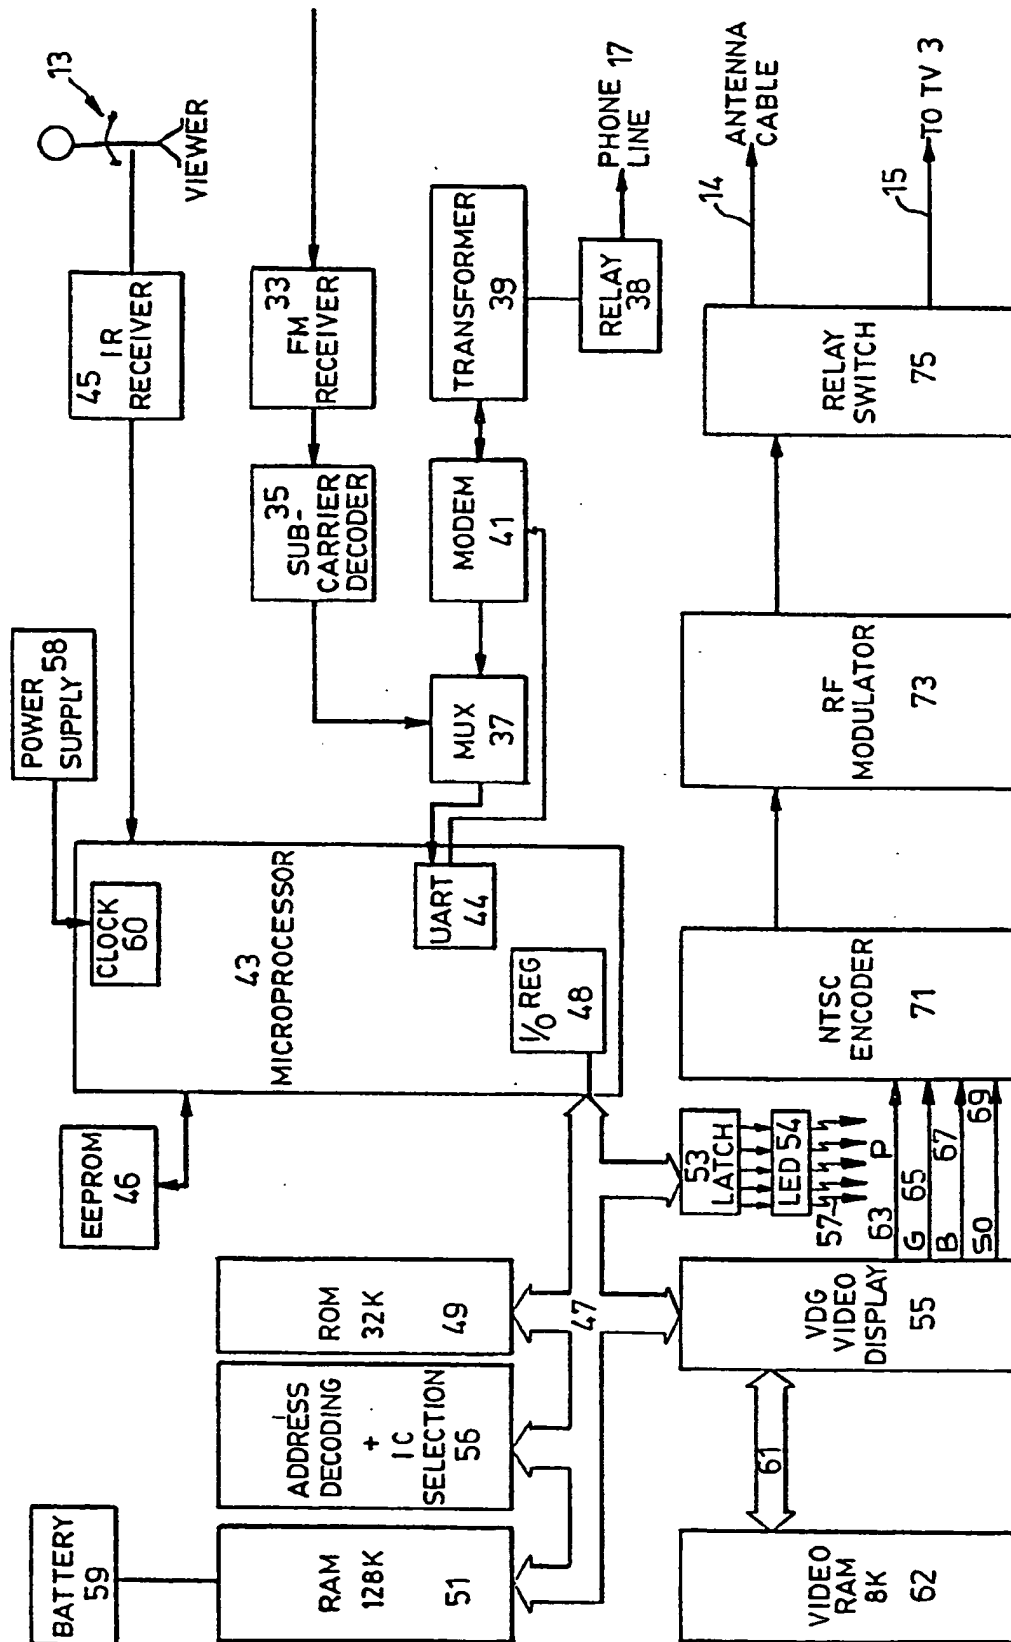 BATTERY
59
RAM
128K
51
ADDRESS
DECODING
+ IC
SELECTION
56
ROM
32K
49
EEPROM
46
POWER
SUPPLY 58
CLOCK
60
43
MICROPROCESSOR
UART
44
I/O REG
48
45
IR
RECEIVER
13
VIEWER
33
FM
RECEIVER
35
SUB-
CARRIER
DECODER
MUX
37
MODEM
41
TRANSFORMER
39
RELAY
38
PHONE 17
LINE
47
53
LATCH
LED 54
57
VIDEO
RAM
8K
62
61
VDG
VIDEO
DISPLAY
55
63
P
G
65
B
67
SO
69
NTSC
ENCODER
71
RF
MODULATOR
73
RELAY
SWITCH
75
14
ANTENNA
CABLE
15
TO TV 3